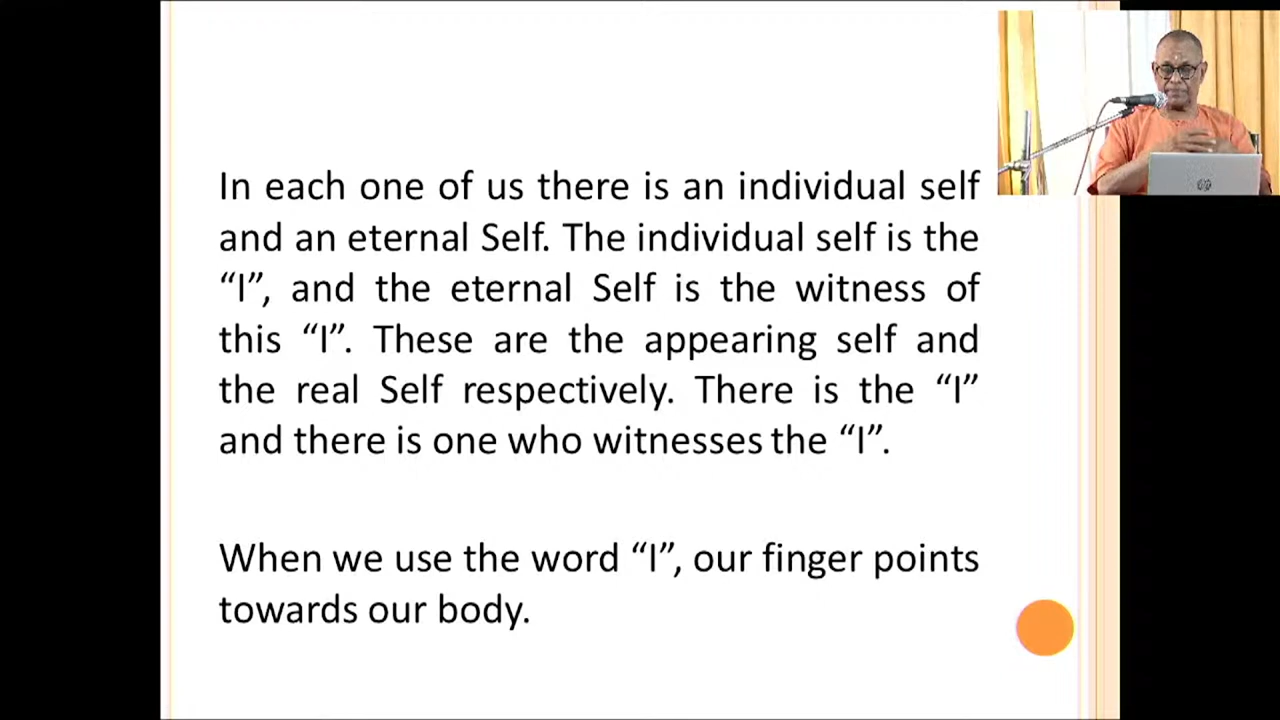 In each one of us there is an individual self
and an eternal Self. The individual self is the
“I”, and the eternal Self is the witness of
this “I”. These are the appearing self and
the real Self respectively. There is the “I”
and there is one who witnesses the “I”.
When we use the word “I”, our finger points
towards our body.